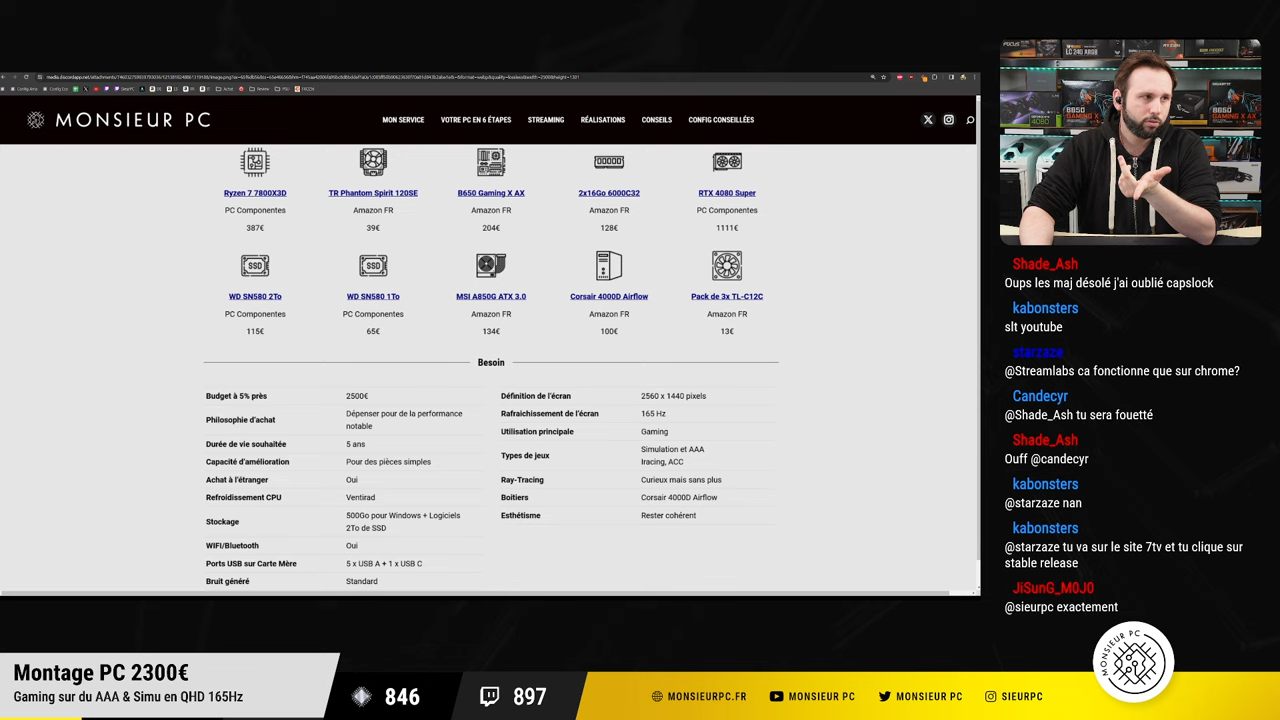 MONSIEUR PC
MON SERVICE
VOTRE PC EN 6 ÉTAPES
STREAMING
RÉALISATIONS
CONSEILS
CONFIG CONSEILLÉES
Ryzen 7 7800X3D
TR Phantom Spirit 120SE
B650 Gaming X AX
2x16Go 6000C32
RTX 4080 Super
PC Componentes
Amazon FR
Amazon FR
Amazon FR
PC Componentes
387€
39€
204€
128€
1111€
SSD
SSD
WD SN580 2To
WD SN580 1To
MSI A850G ATX 3.0
Corsair 4000D Airflow
Pack de 3x TL-C12C
PC Componentes
PC Componentes
Amazon FR
Amazon FR
Amazon FR
115€
65€
134€
100€
13€
Besoin
Budget à 5% près
2500€
Philosophie d'achat
Dépenser pour de la performance
notable
Durée de vie souhaitée
5 ans
Capacité d'amélioration
Pour des pièces simples
Achat à l'étranger
Oui
Refroidissement CPU
Ventirad
Stockage
500Go pour Windows + Logiciels
2To de SSD
WIFI/Bluetooth
Oui
Ports USB sur Carte Mère
5 x USB A + 1 x USB C
Bruit généré
Standard
Définition de l'écran
2560 x 1440 pixels
Rafraichissement de l'écran
165 Hz
Utilisation principale
Gaming
Types de jeux
Simulation et AAA
Iracing, ACC
Ray-Tracing
Curieux mais sans plus
Boitiers
Corsair 4000D Airflow
Esthétisme
Rester cohérent
Shade_Ash
Oups les maj désolé j'ai oublié capslock
kabonsters
slt youtube
starzaze
@Streamlabs ca fonctionne que sur chrome?
Candecyr
@Shade_Ash tu sera fouetté
Shade_Ash
Ouff @candecyr
kabonsters
@starzaze nan
kabonsters
@starzaze tu va sur le site 7tv et tu clique sur
stable release
JiSunG_M0J0
@sieurpc exactement
MONSIEUR PC
Montage PC 2300€
Gaming sur du AAA & Simu en QHD 165Hz
846
897
MONSIEURPC.FR
MONSIEUR PC
MONSIEUR PC
SIEURPC